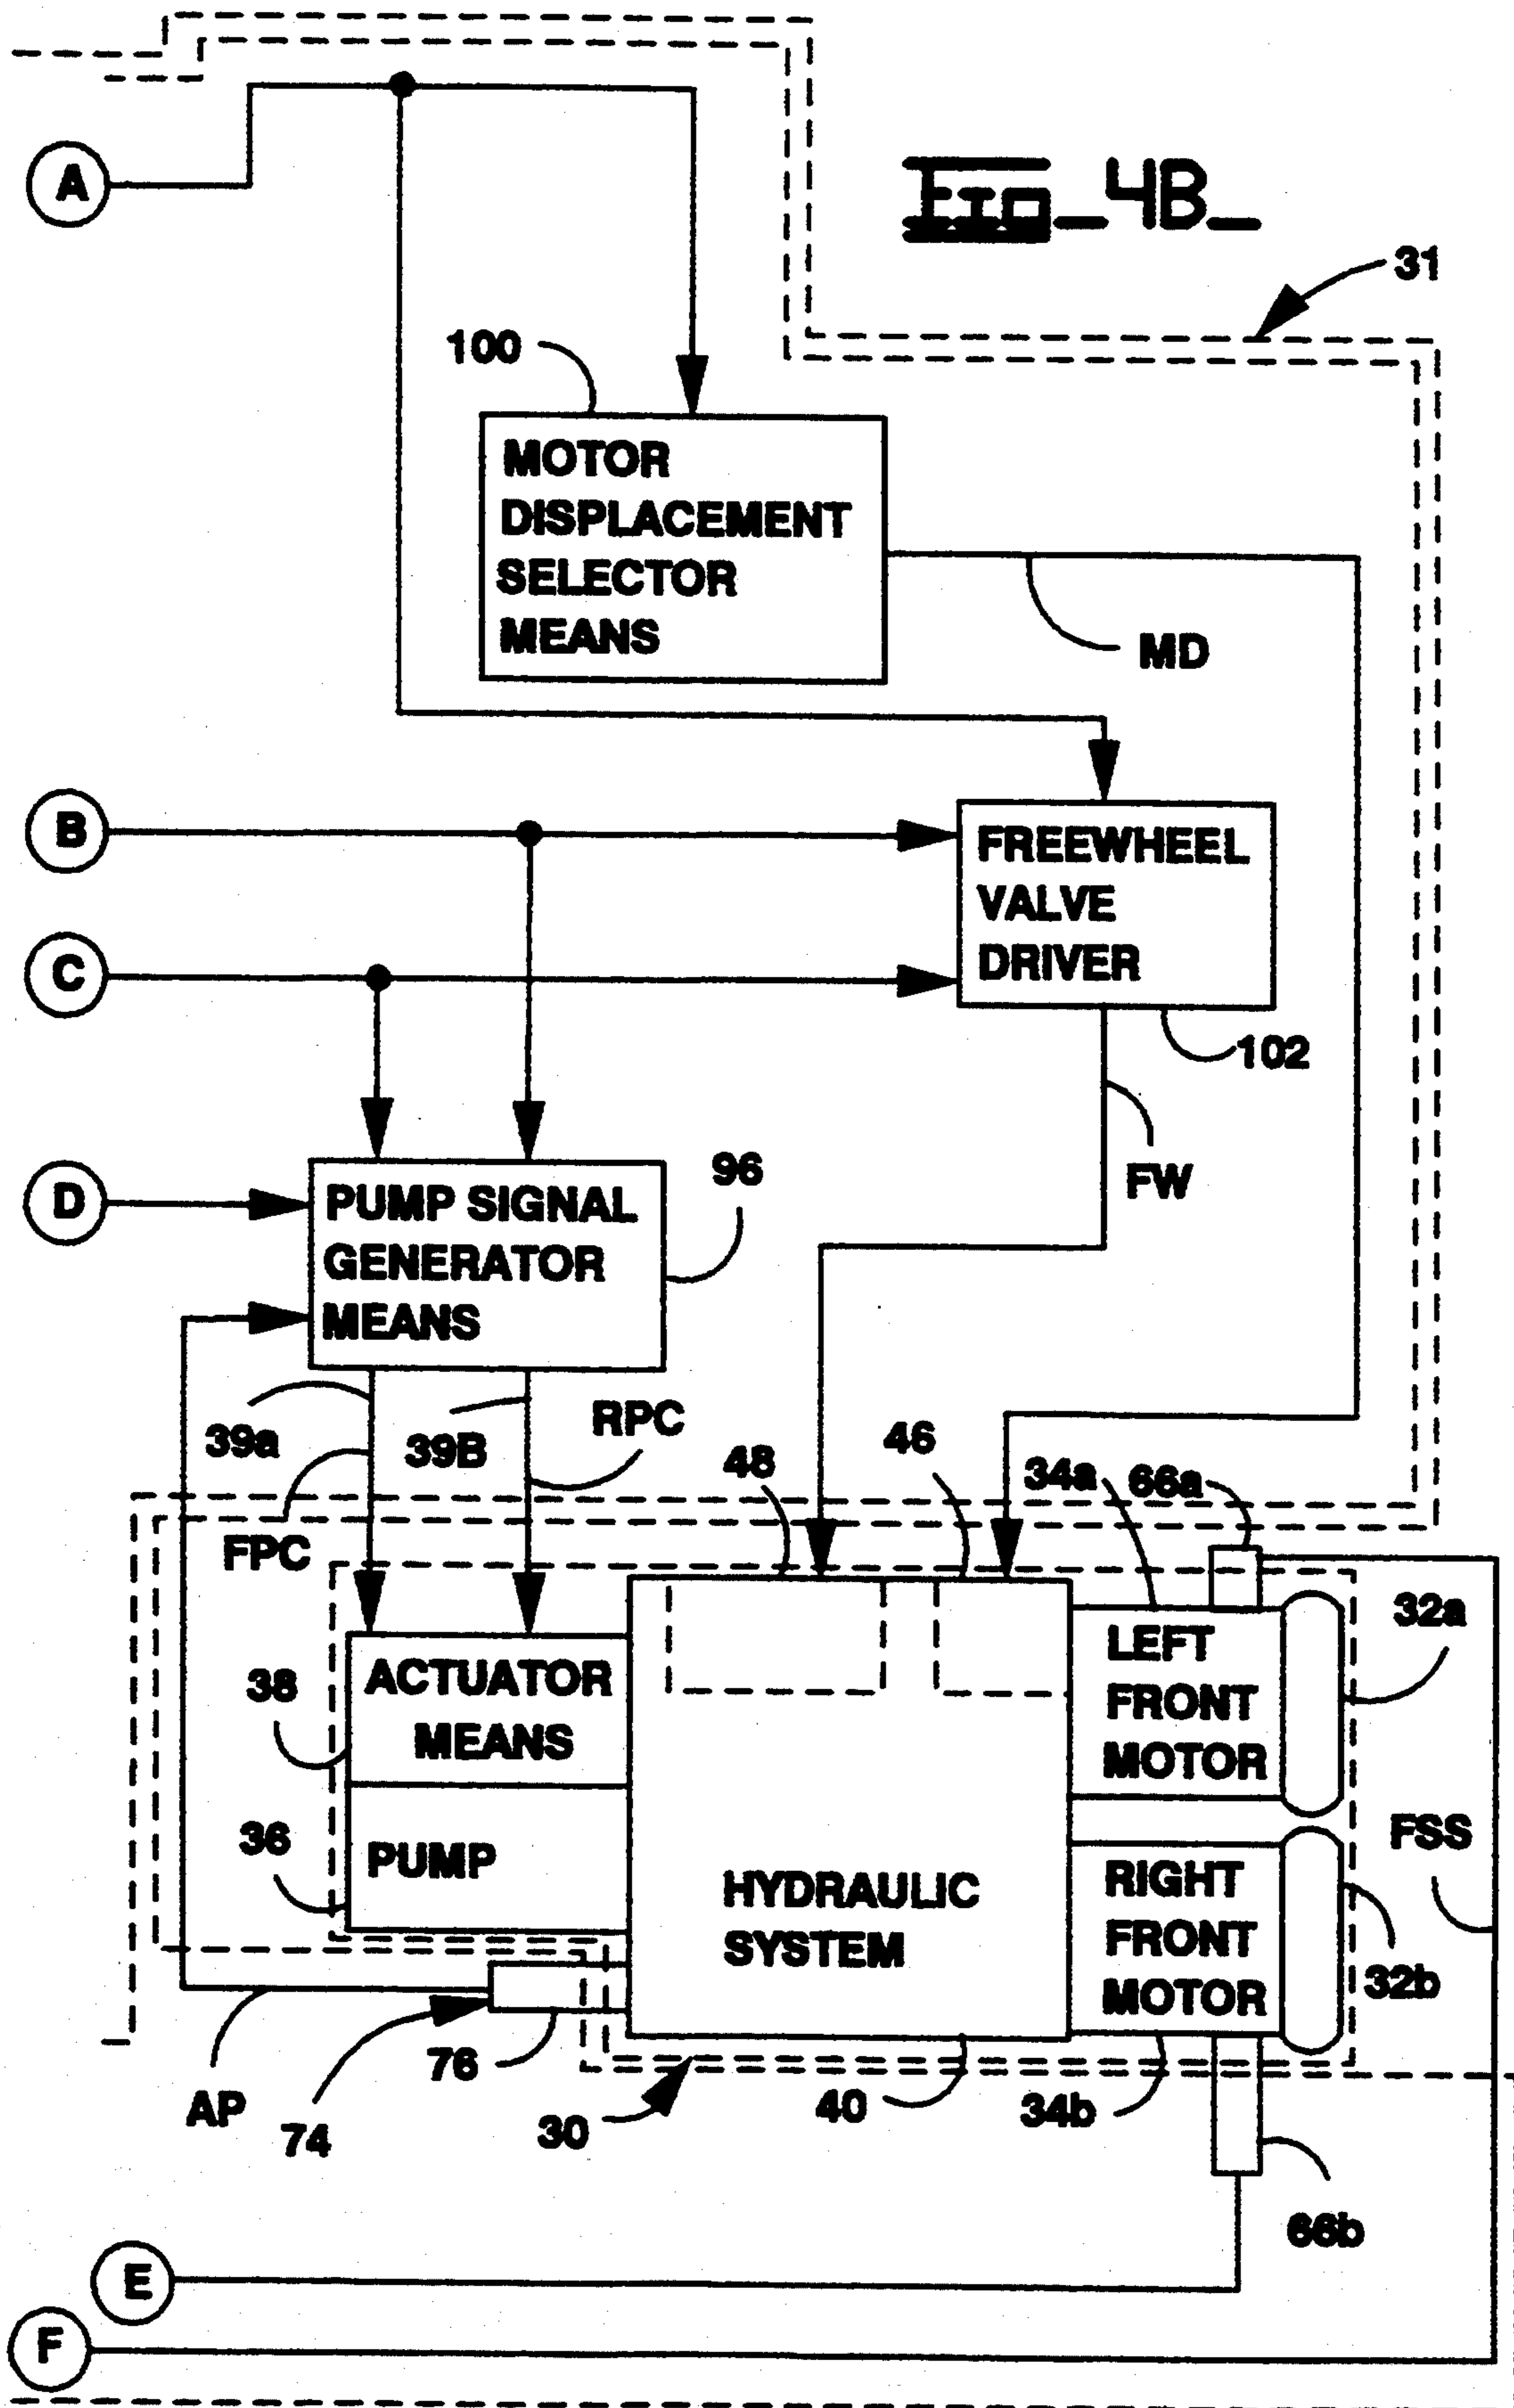 A
FIG_4B_
31
100
MOTOR
DISPLACEMENT
SELECTOR
MEANS
MD
B
FREEWHEEL
VALVE
DRIVER
C
102
FW
D
PUMP SIGNAL
GENERATOR
MEANS
96
39a
39B
RPC
FPC
48
46
34a
66a
32a
38
ACTUATOR
MEANS
LEFT
FRONT
MOTOR
36
PUMP
HYDRAULIC
SYSTEM
RIGHT
FRONT
MOTOR
FSS
32b
AP
74
76
30
40
34b
66b
E
F